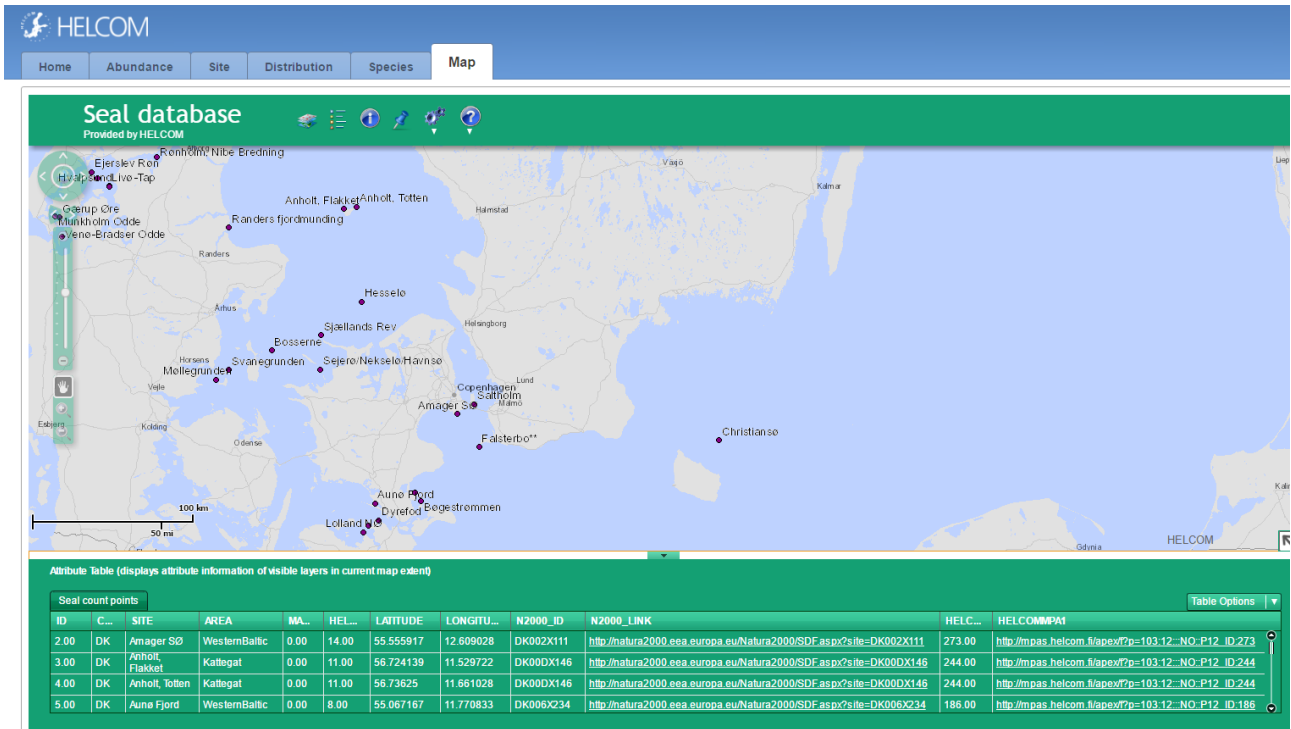 HELCOM
Home Abundance Site Distribution Species Map
Seal database
Provided by HELCOM
Rønholm, Nibe Bredning
Vaggö
Ejerslev Røn
Livø-Tap
Kalmar
Anholt, Flakket
Anholt, Totten
Gærup Øre
Halmstad
Munkholm Odde
Randers fjordmunding
Venø-Bradser Odde
Randers
Hesselø
Århus
Sjællands Rev
Helsingborg
Bosserne
Horsens
Svanegrunden
Sejerø/Nekselø/Havnsø
Møllegrunden
Vejle
Copenhagen
Lund
Saltholm
Amager SØ
Malmö
Esbjerg
Kolding
Christiansø
Odense
Falsterbo**
Aunø Fjord
Bøgestrømmen
Dyrefod
100 km
Lolland NØ
50 mi
HELCOM
Gdynia
Attribute Table (displays attribute information of visible layers in current map extent)
Seal count points
Table Options
ID C... SITE AREA MA... HEL... LATITUDE LONGITU... N2000_ID N2000_LINK HELC... HELCOMMPA1
2.00 DK Amager SØ WesternBaltic 0.00 14.00 55.555917 12.609028 DK002X111 http://natura2000.eea.europa.eu/Natura2000/SDF.aspx?site=DK002X111 273.00 http://mpas.helcom.fi/apex/f?p=103:12:::NO::P12_ID:273
3.00 DK Anholt, Flakket Kattegat 0.00 11.00 56.724139 11.529722 DK00DX146 http://natura2000.eea.europa.eu/Natura2000/SDF.aspx?site=DK00DX146 244.00 http://mpas.helcom.fi/apex/f?p=103:12:::NO::P12_ID:244
4.00 DK Anholt, Totten Kattegat 0.00 11.00 56.73625 11.661028 DK00DX146 http://natura2000.eea.europa.eu/Natura2000/SDF.aspx?site=DK00DX146 244.00 http://mpas.helcom.fi/apex/f?p=103:12:::NO::P12_ID:244
5.00 DK Aunø Fjord WesternBaltic 0.00 8.00 55.067167 11.770833 DK006X234 http://natura2000.eea.europa.eu/Natura2000/SDF.aspx?site=DK006X234 186.00 http://mpas.helcom.fi/apex/f?p=103:12:::NO::P12_ID:186